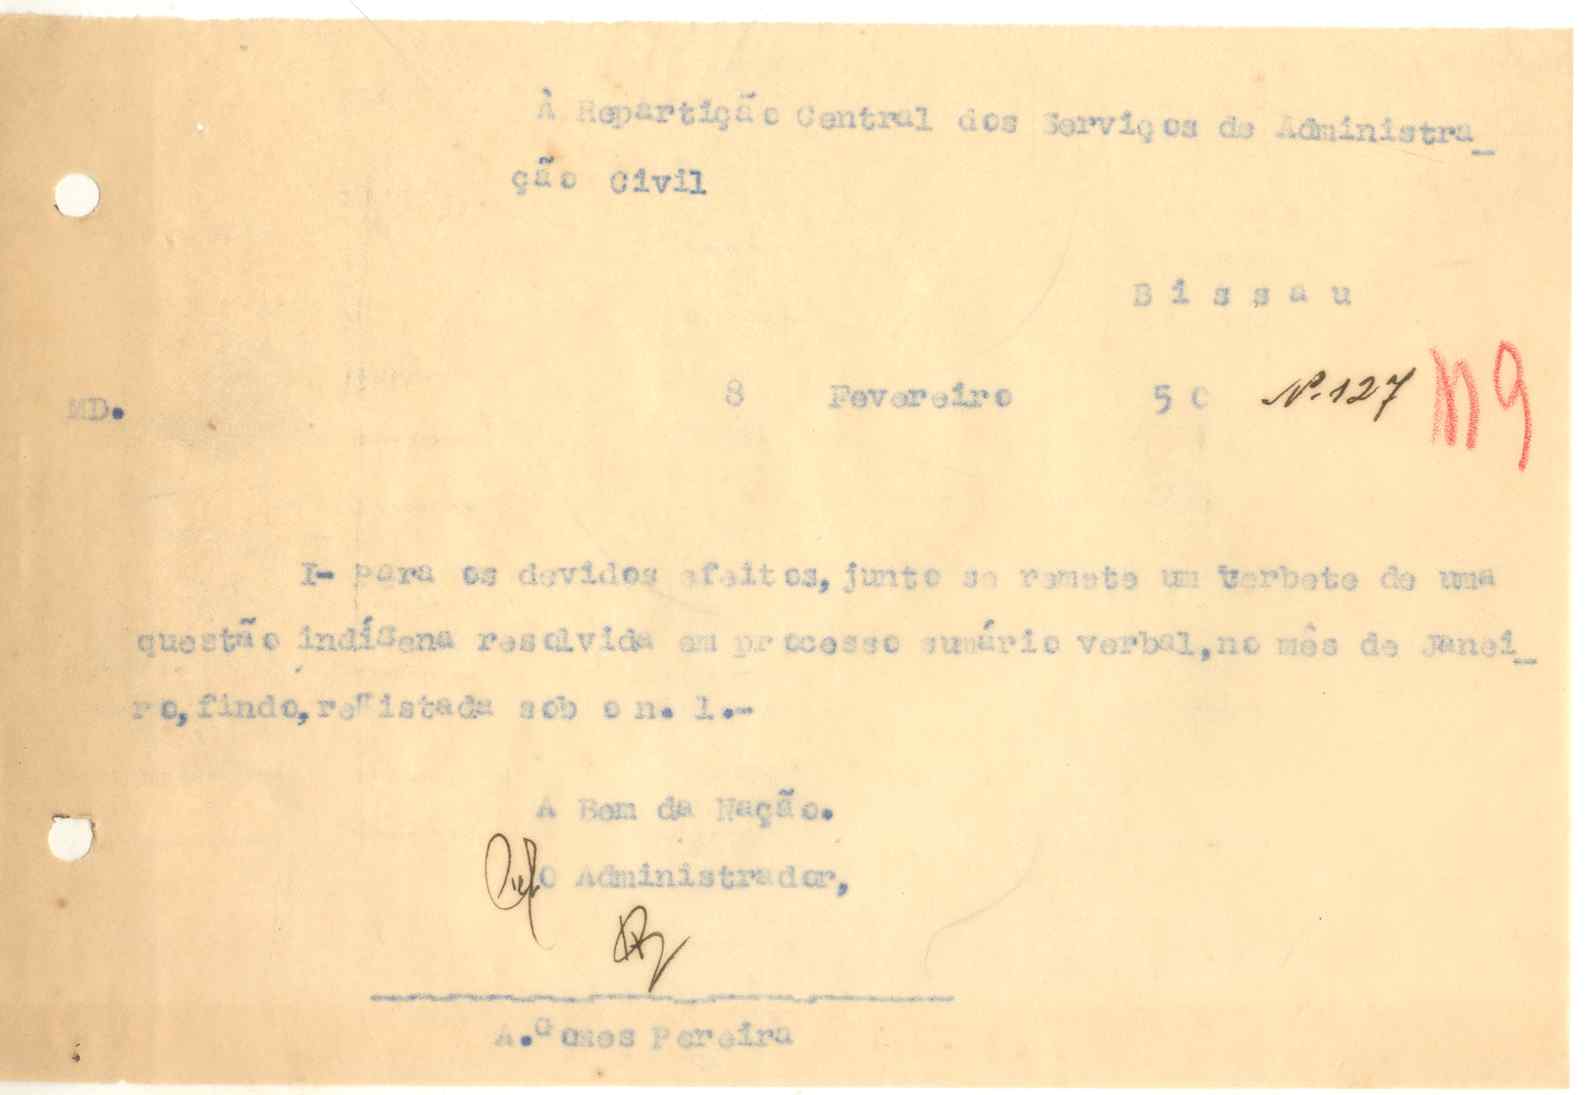 À Repartição Central dos Serviços de Administra_
ção Civil
B i s s a u
MD. 8 Fevereiro 50 Nº. 127 119
I- para os devidos efeitos, junto se remete um verbete de uma
questão indígena resolvida em processo sumário verbal,no mês de Janei_
ro,findo,registada sob o n. 1.-
A Bem da Nação.
O Administrador,
A.Gomes Pereira